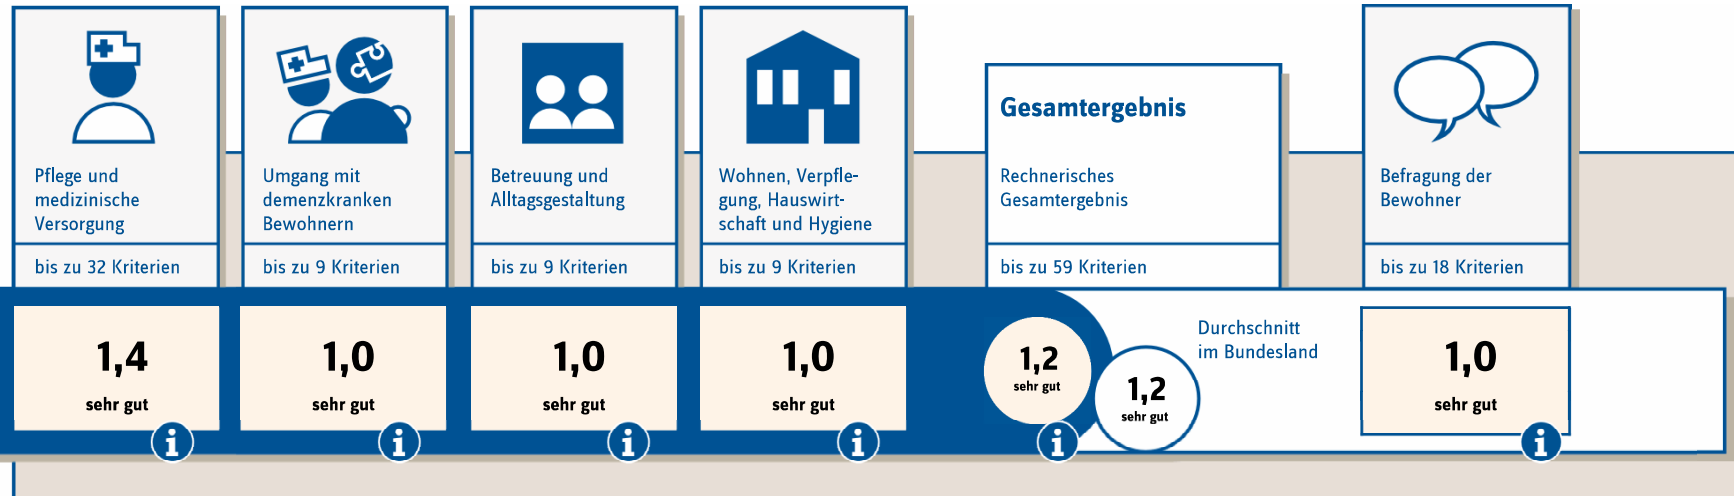 Pflege und
medizinische
Versorgung
bis zu 32 Kriterien
1,4
sehr gut
Umgang mit
demenzkranken
Bewohnern
bis zu 9 Kriterien
1,0
sehr gut
Betreuung und
Alltagsgestaltung
bis zu 9 Kriterien
1,0
sehr gut
Wohnen, Verpfle-
gung, Hauswirt-
schaft und Hygiene
bis zu 9 Kriterien
1,0
sehr gut
Gesamtergebnis
Rechnerisches
Gesamtergebnis
bis zu 59 Kriterien
1,2
sehr gut
1,2
sehr gut
Durchschnitt
im Bundesland
Befragung der
Bewohner
bis zu 18 Kriterien
1,0
sehr gut